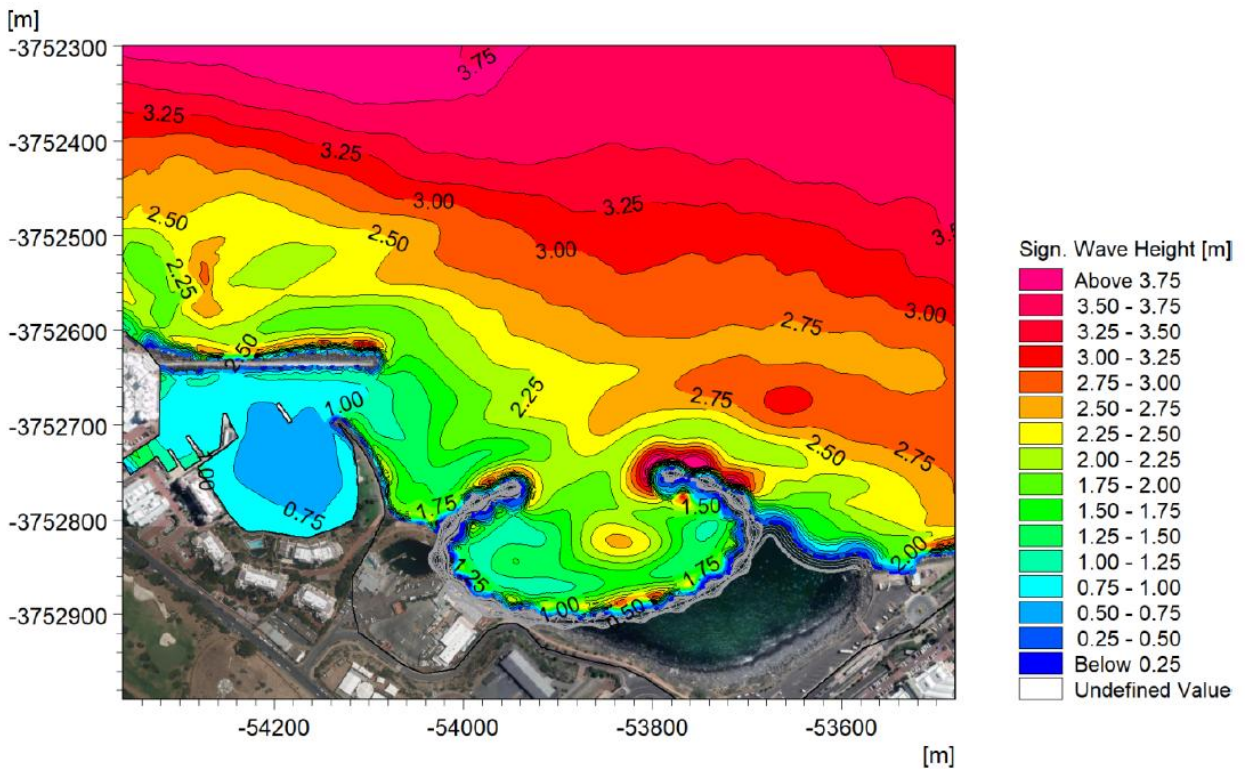 [m]
-3752300
-3752400
-3752500
-3752600
-3752700
-3752800
-3752900
3.75
3.25
3.25
3.00
3.25
3.00
2.50
2.50
2.25
3.00
2.75
2.50
2.25
2.75
1.00
2.50
2.75
1.00
0.75
1.75
1.50
2.00
1.25
1.75
1.00
-54200
-54000
-53800
-53600
[m]
Sign. Wave Height [m]
Above 3.75
3.50 - 3.75
3.25 - 3.50
3.00 - 3.25
2.75 - 3.00
2.50 - 2.75
2.25 - 2.50
2.00 - 2.25
1.75 - 2.00
1.50 - 1.75
1.25 - 1.50
1.00 - 1.25
0.75 - 1.00
0.50 - 0.75
0.25 - 0.50
Below 0.25
Undefined Value